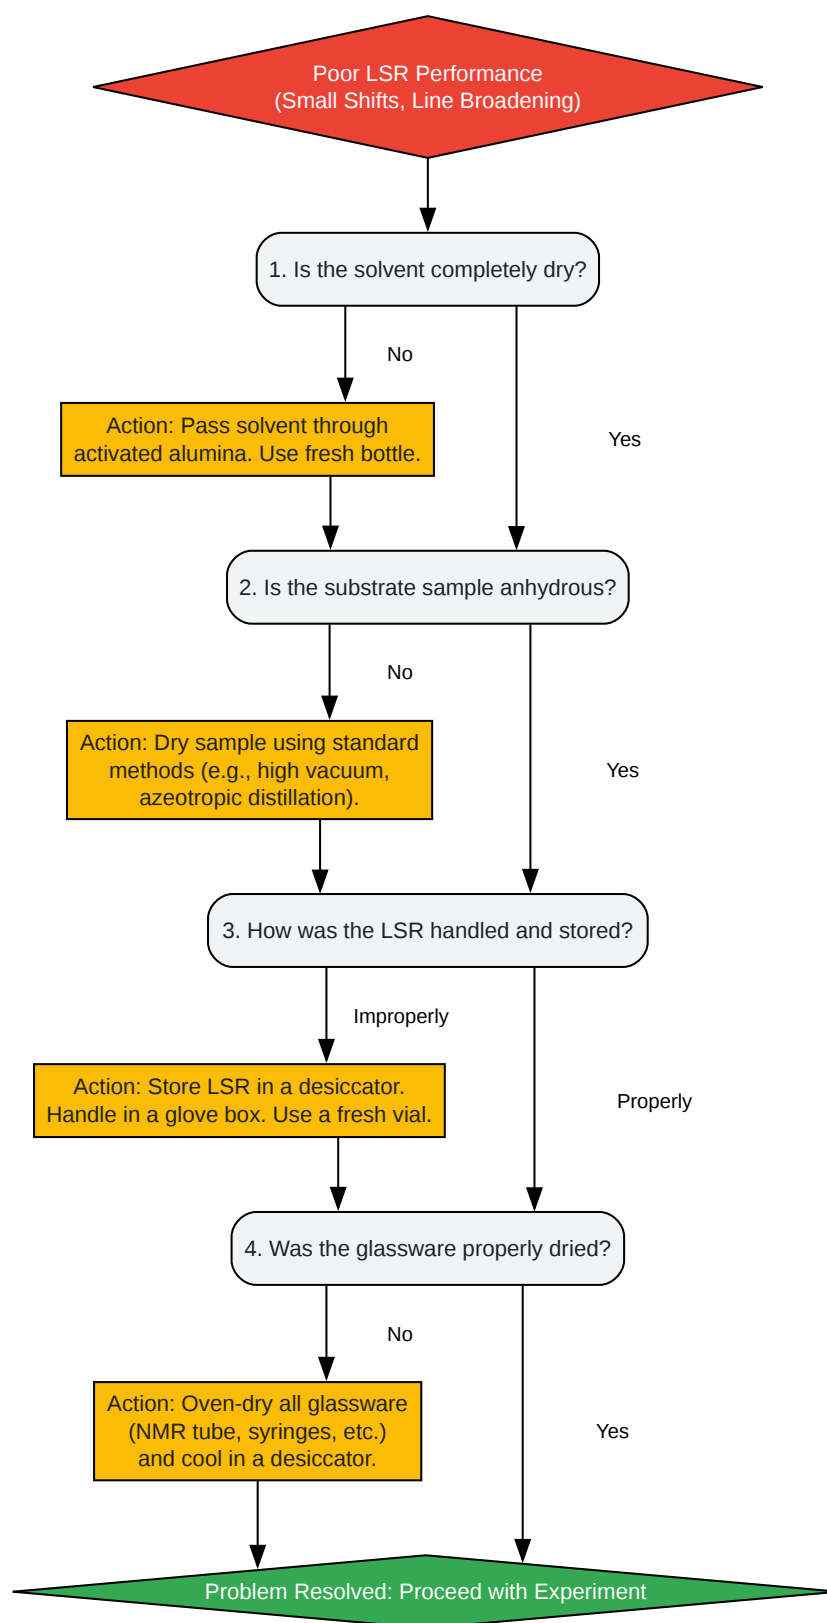 Poor LSR Performance
(Small Shifts, Line Broadening)
1. Is the solvent completely dry?
No
Action: Pass solvent through
activated alumina. Use fresh bottle.
Yes
2. Is the substrate sample anhydrous?
No
Action: Dry sample using standard
methods (e.g., high vacuum,
azeotropic distillation).
Yes
3. How was the LSR handled and stored?
Improperly
Action: Store LSR in a desiccator.
Handle in a glove box. Use a fresh vial.
Properly
4. Was the glassware properly dried?
No
Action: Oven-dry all glassware
(NMR tube, syringes, etc.)
and cool in a desiccator.
Yes
Problem Resolved: Proceed with Experiment